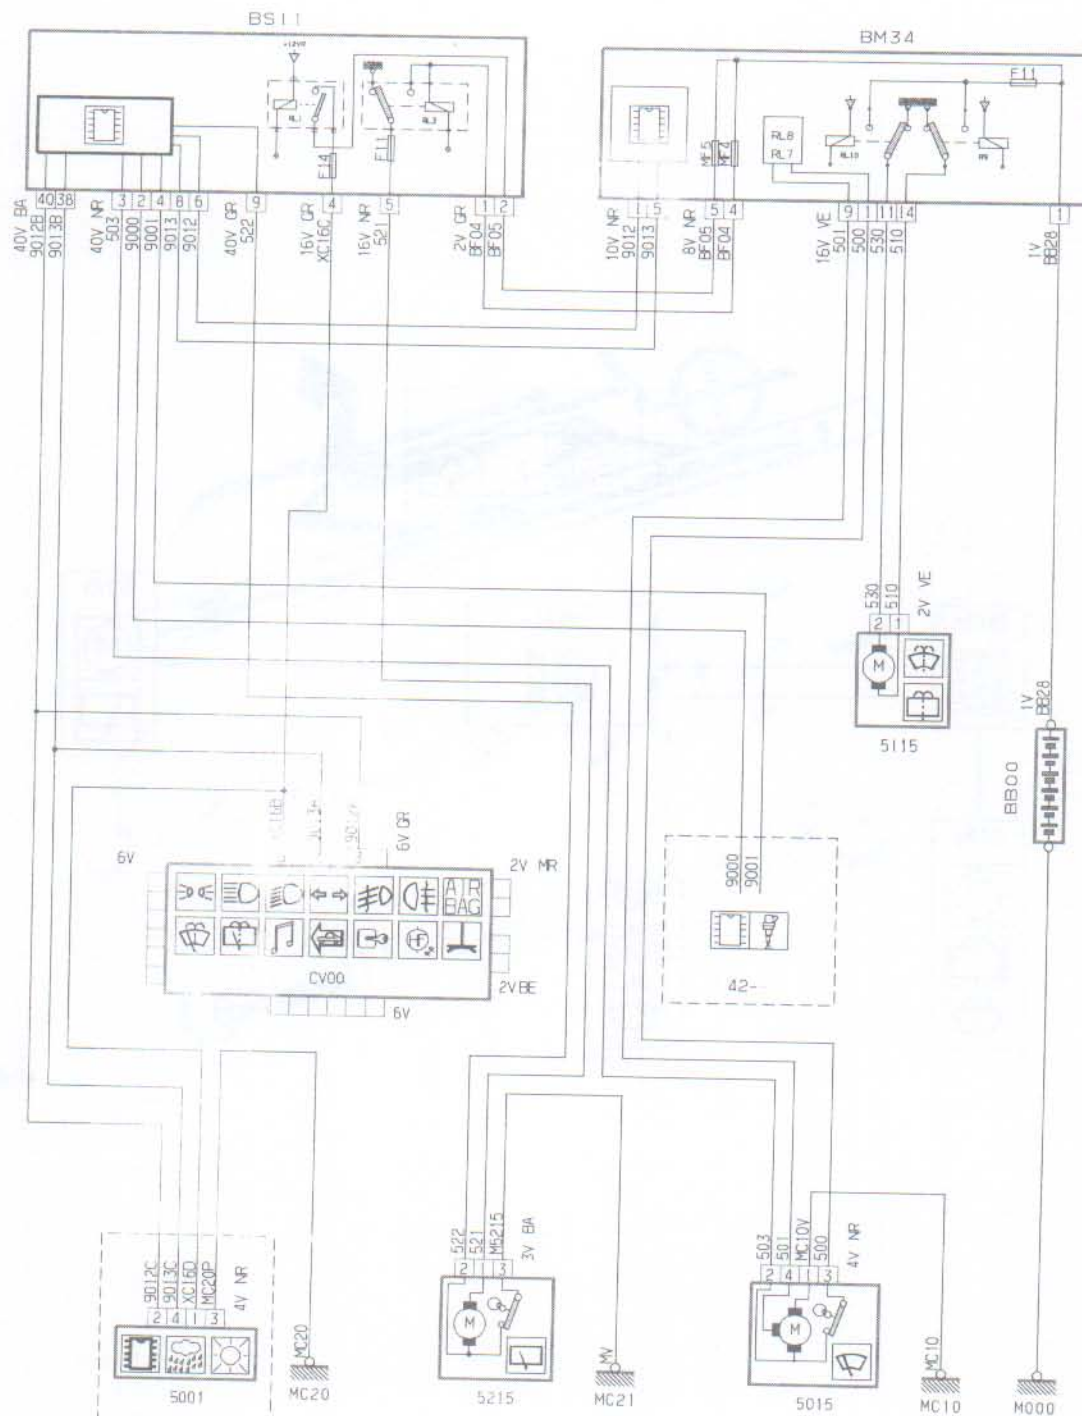 BS11
BM34
+12VR
F11
RL8
RL7
RL10
F14
F11
MF5
MF4
40 38 3 2 4 8 6 9 4 5 1 2
1 5 5 4 9 1 11 14 1
40V BA
9012B
9013B
40V NR
503
9000
9001
9013
9012
40V GR
522
16V GR
XC16C
16V NR
521
2V GR
BF04
BF05
10V NR
9012
9013
8V NR
BF05
BF04
16V VE
501
500
530
510
1V
BB28
530
510
2V VE
2 1
M
5115
1V
BB28
BB00
6V GR
6V
2V MR
AIR
BAG
CV00
2V BE
6V
9000
9001
42--
9012C
9013C
XC16D
MC20P
4V NR
2 4 1 3
5001
MC20
MC20
522
521
M5215
3V BA
2 1 3
M
5215
MV
MC21
503
501
MC10V
500
4V NR
2 4 1 3
M
5015
MC10
MC10
M000